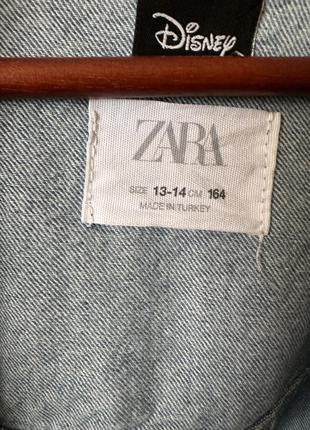 Disney
ZARA
SIZE 13-14 CM 164
MADE IN TURKEY